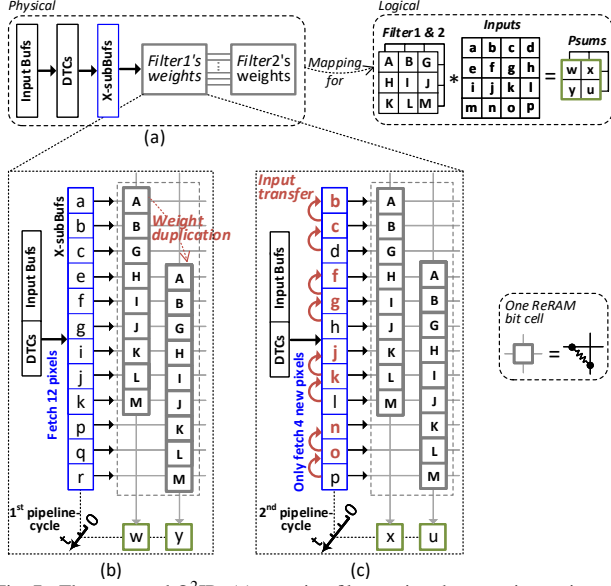 Physical
Input Bufs
DTCs
X-subBufs
Filter1's
weights
Filter2's
weights
(a)
Mapping
for
Logical
Filter1 & 2
A B G
H I J
K L M
*
Inputs
a b c d
e f g h
i j k l
m n o p
=
Psums
w x
y u
(b)
X-subBufs
Input Bufs
DTCs
Fetch 12 pixels
a
b
c
e
f
g
i
j
k
p
q
r
A
B
G
H
I
J
K
L
M
Weight
duplication
A
B
G
H
I
J
K
L
M
1st pipeline-
cycle
t
0
w
y
(c)
Input
transfer
Input Bufs
DTCs
Only fetch 4 new pixels
b
c
d
f
g
h
j
k
l
n
o
p
A
B
G
H
I
J
K
L
M
A
B
G
H
I
J
K
L
M
2nd pipeline-
cycle
t
0
x
u
One ReRAM
bit cell
=